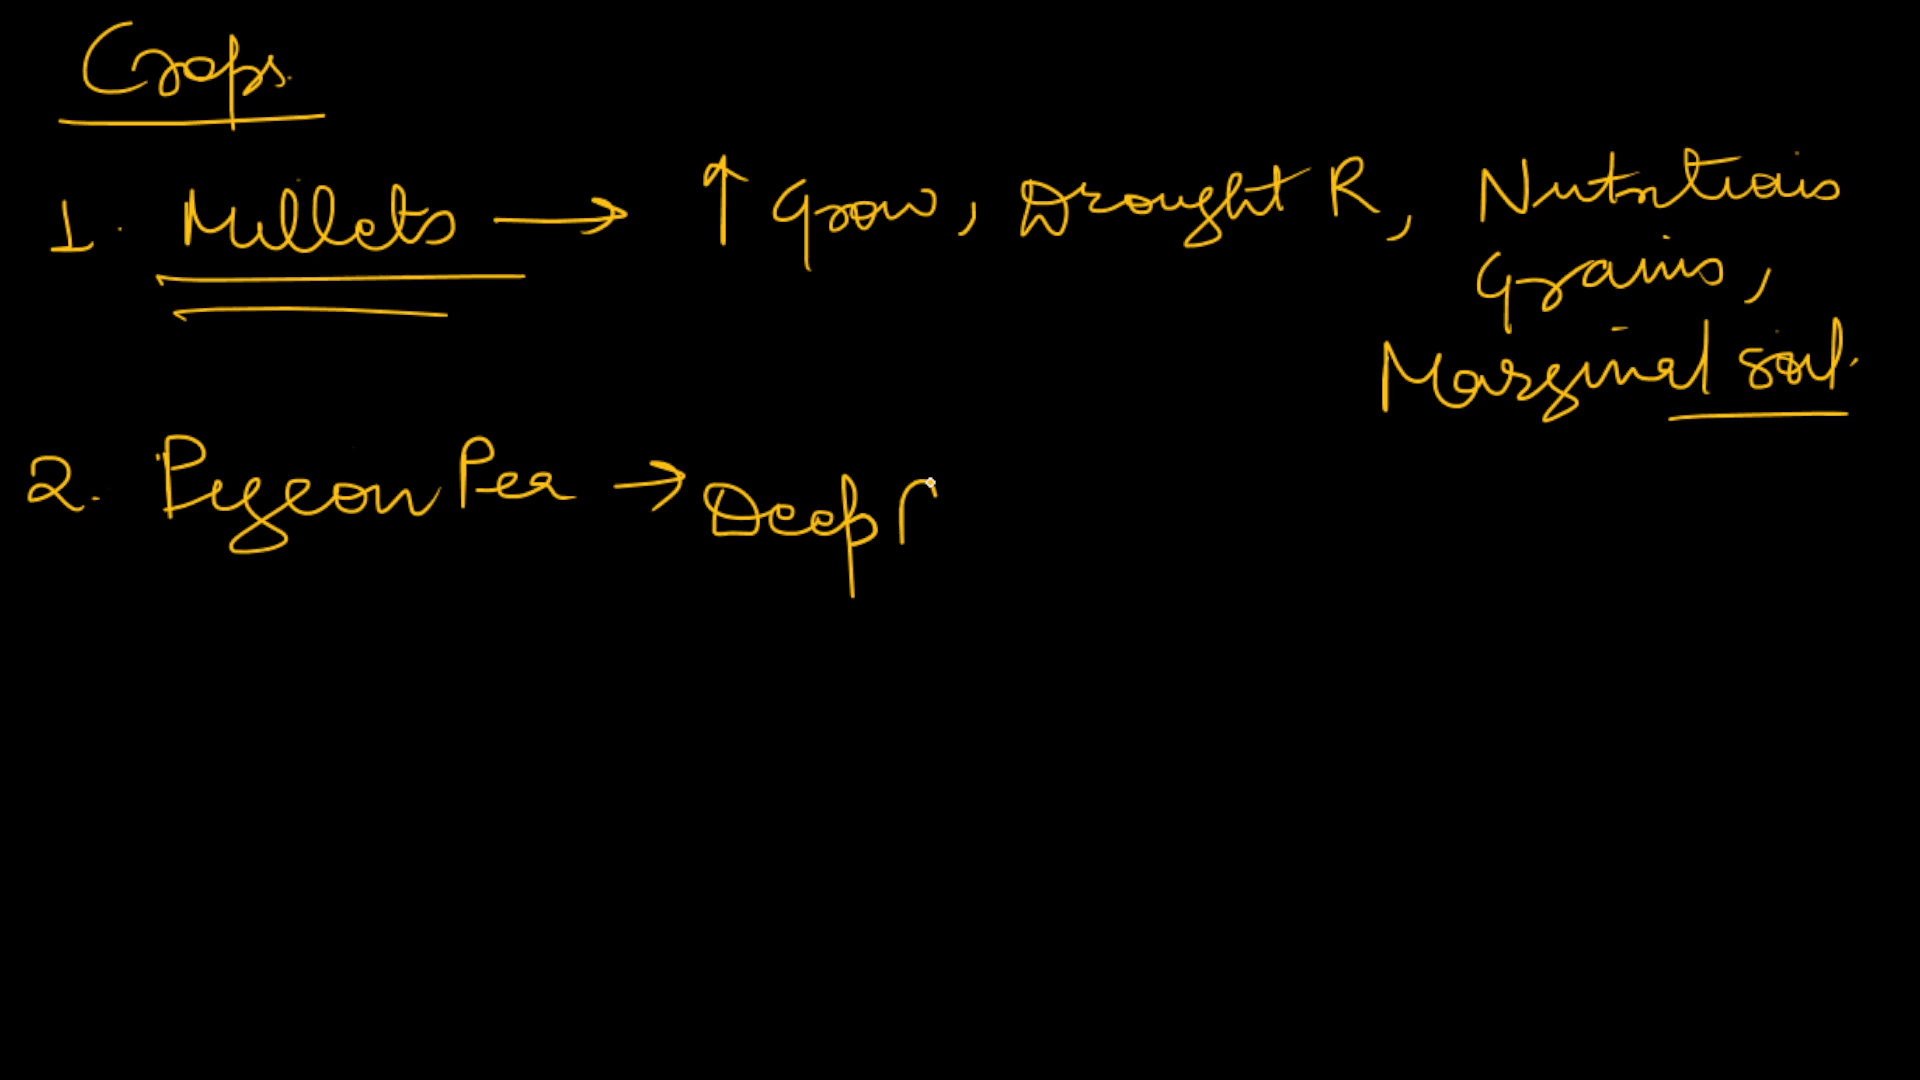 Crops.
1. Millets → ↑ Grow, Drought R, Nutritious
Grains,
Marginal soil.
2. Pigeon Pea → Deep r